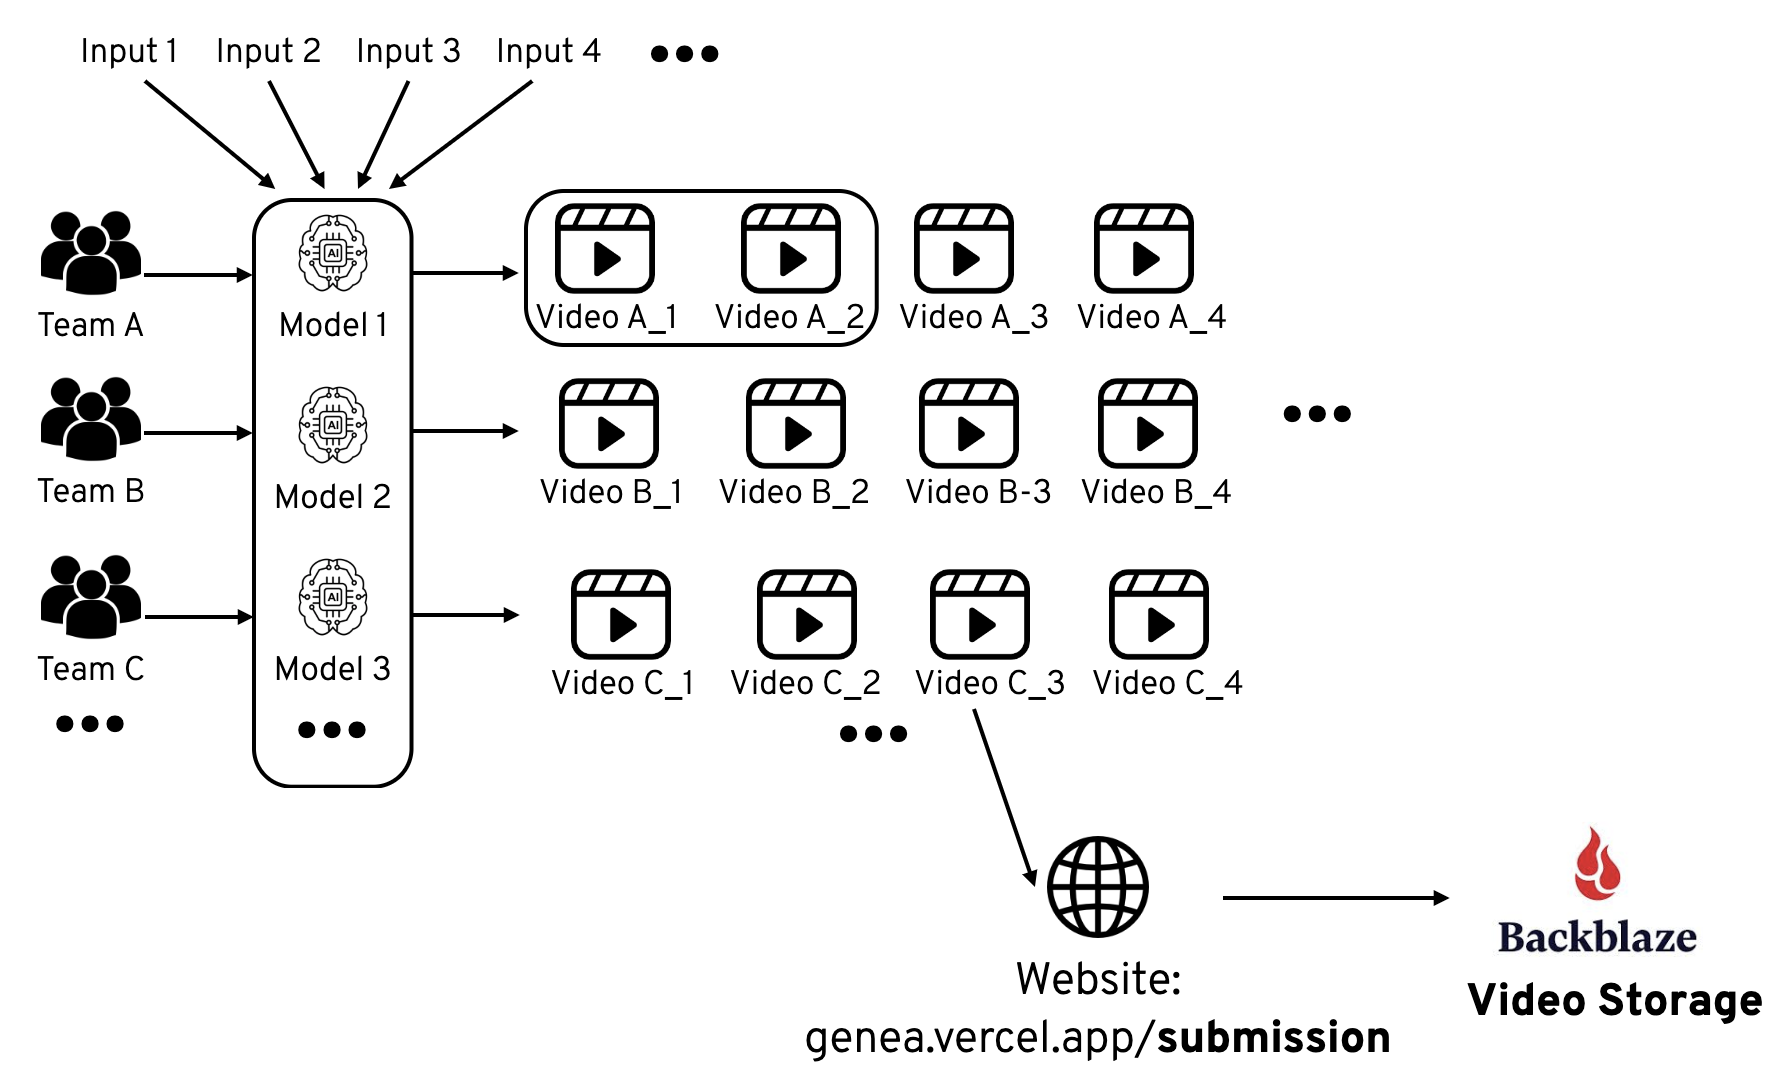 Input 1 Input 2 Input 3 Input 4 •••
AI
Team A Model 1 Video A_1 Video A_2 Video A_3 Video A_4
AI
•••
Team B Model 2 Video B_1 Video B_2 Video B-3 Video B_4
AI
Team C Model 3 Video C_1 Video C_2 Video C_3 Video C_4
••• ••• •••
Backblaze
Website:
Video Storage
genea.vercel.app/submission